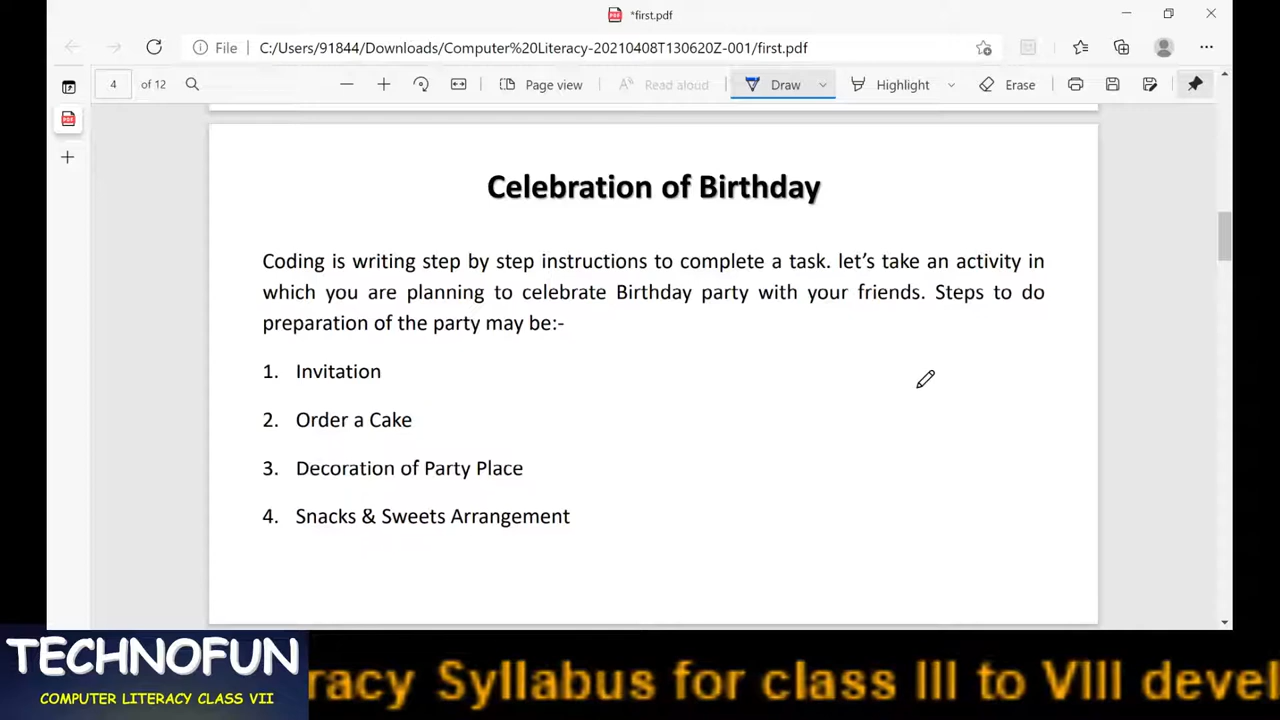 *first.pdf
File C:/Users/91844/Downloads/Computer%20Literacy-20210408T130620Z-001/first.pdf
4 of 12 Page view Read aloud Draw Highlight Erase
Celebration of Birthday
Coding is writing step by step instructions to complete a task. let's take an activity in
which you are planning to celebrate Birthday party with your friends. Steps to do
preparation of the party may be:-
1. Invitation
2. Order a Cake
3. Decoration of Party Place
4. Snacks & Sweets Arrangement
TECHNOFUN
COMPUTER LITERACY CLASS VII
racy Syllabus for class III to VIII devel